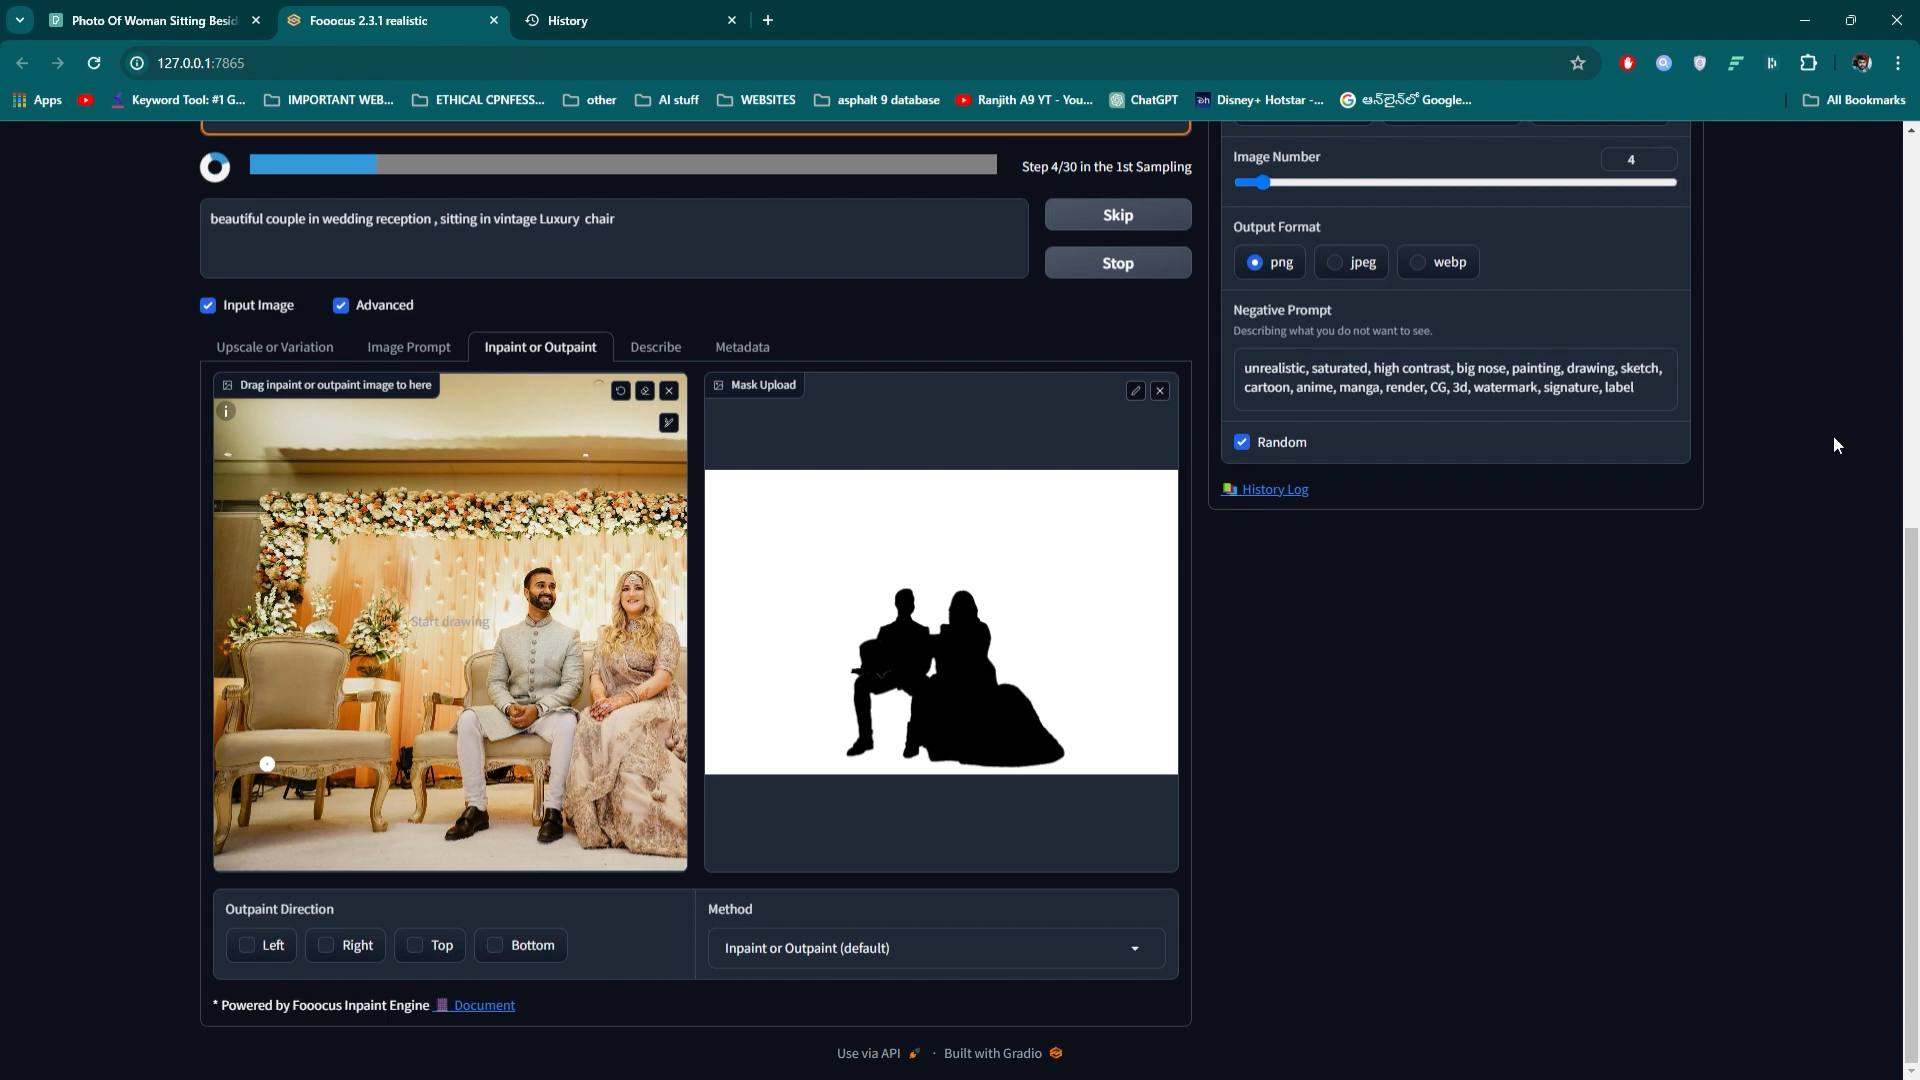 Photo Of Woman Sitting Besid
Fooocus 2.3.1 realistic
History
127.0.0.1:7865
Apps
Keyword Tool: #1 G...
IMPORTANT WEB...
ETHICAL CPNFESS...
other
AI stuff
WEBSITES
asphalt 9 database
Ranjith A9 YT - You...
ChatGPT
Disney+ Hotstar -...
ఆన్‌లైన్‌లో Google...
All Bookmarks
Step 4/30 in the 1st Sampling
beautiful couple in wedding reception , sitting in vintage Luxury chair
Skip
Stop
Input Image
Advanced
Upscale or Variation
Image Prompt
Inpaint or Outpaint
Describe
Metadata
Drag inpaint or outpaint image to here
Start drawing
Mask Upload
Outpaint Direction
Left
Right
Top
Bottom
Method
Inpaint or Outpaint (default)
* Powered by Fooocus Inpaint Engine Document
Image Number
4
Output Format
png
jpeg
webp
Negative Prompt
Describing what you do not want to see.
unrealistic, saturated, high contrast, big nose, painting, drawing, sketch,
cartoon, anime, manga, render, CG, 3d, watermark, signature, label
Random
History Log
Use via API · Built with Gradio